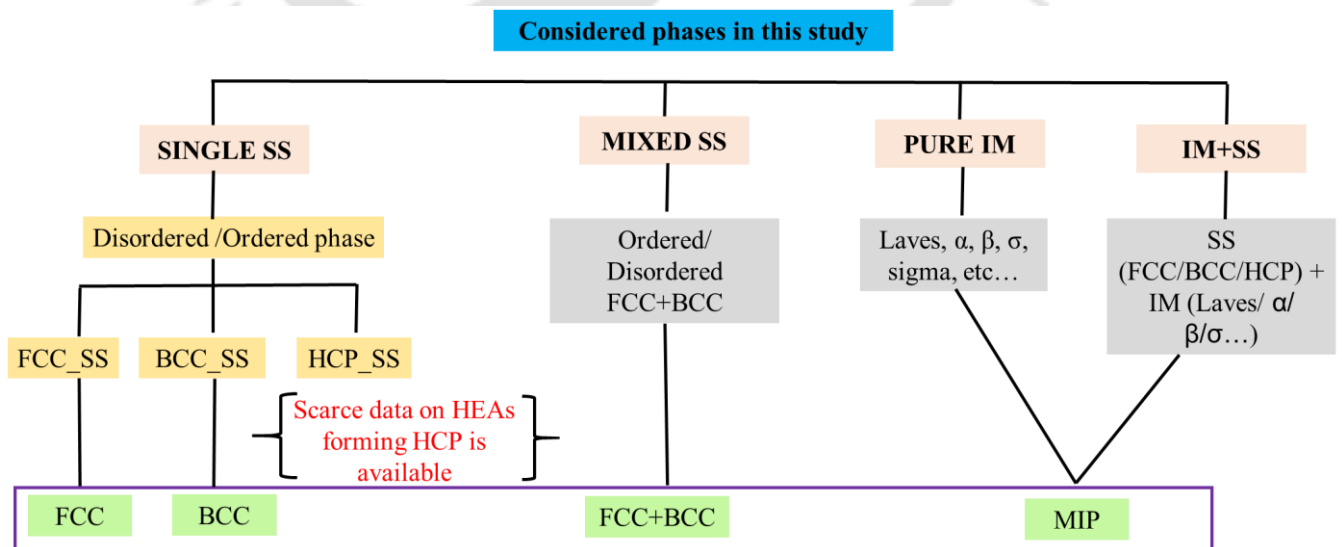 Considered phases in this study
SINGLE SS
MIXED SS
PURE IM
IM+SS
Disordered /Ordered phase
Ordered/
Disordered
FCC+BCC
Laves, α, β, σ,
sigma, etc…
SS
(FCC/BCC/HCP) +
IM (Laves/ α/
β/σ…)
FCC_SS
BCC_SS
HCP_SS
Scarce data on HEAs
forming HCP is
available
FCC
BCC
FCC+BCC
MIP